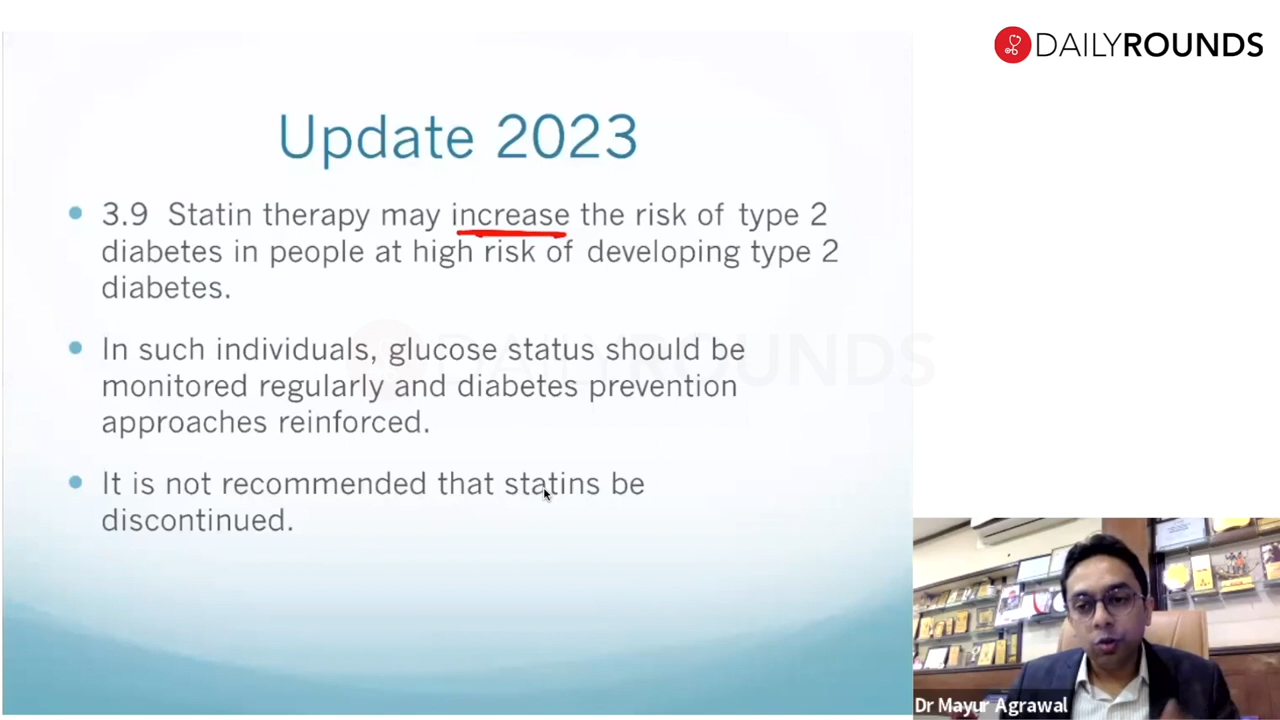 DAILYROUNDS
Update 2023
• 3.9 Statin therapy may increase the risk of type 2
diabetes in people at high risk of developing type 2
diabetes.
• In such individuals, glucose status should be
monitored regularly and diabetes prevention
approaches reinforced.
• It is not recommended that statins be
discontinued.
DAILYROUNDS
Dr Mayur Agrawal